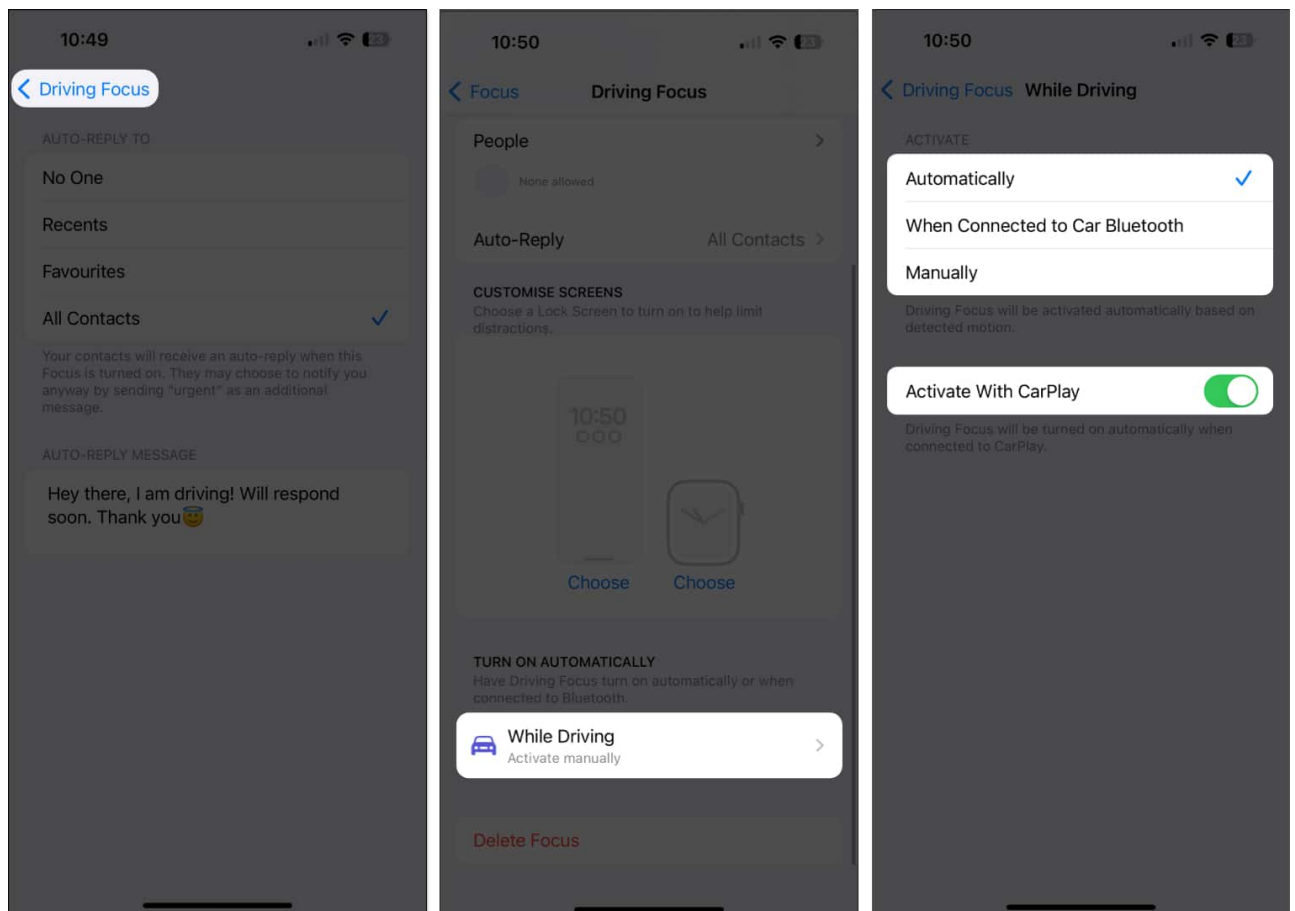 10:49
23
Driving Focus
AUTO-REPLY TO
No One
Recents
Favourites
All Contacts
Your contacts will receive an auto-reply when this
Focus is turned on. They may choose to notify you
anyway by sending "urgent" as an additional
message.
AUTO-REPLY MESSAGE
Hey there, I am driving! Will respond
soon. Thank you😇
10:50
23
Focus
Driving Focus
People
None allowed
Auto-Reply
All Contacts
CUSTOMISE SCREENS
Choose a Lock Screen to turn on to help limit
distractions.
10:50
Choose
Choose
TURN ON AUTOMATICALLY
Have Driving Focus turn on automatically or when
connected to Bluetooth.
While Driving
Activate manually
Delete Focus
10:50
23
Driving Focus
While Driving
ACTIVATE
Automatically
When Connected to Car Bluetooth
Manually
Driving Focus will be activated automatically based on
detected motion.
Activate With CarPlay
Driving Focus will be turned on automatically when
connected to CarPlay.